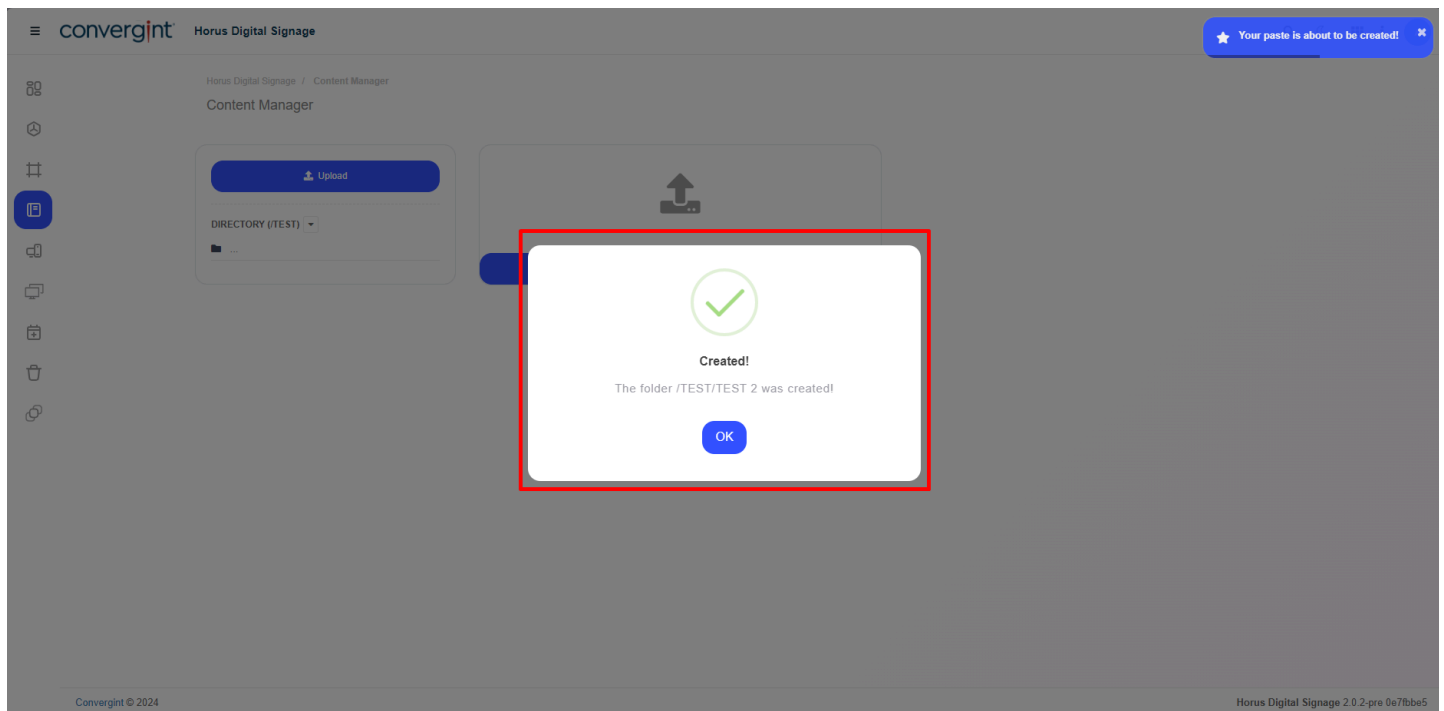 convergint
Horus Digital Signage
Your paste is about to be created!
Horus Digital Signage / Content Manager
Content Manager
Upload
DIRECTORY (/TEST)
...
Created!
The folder /TEST/TEST 2 was created!
OK
Convergint © 2024
Horus Digital Signage 2.0.2-pre 0e7fbbe5